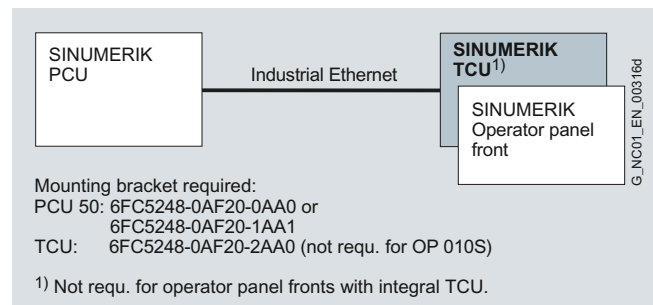 SINUMERIK
PCU
Industrial Ethernet
SINUMERIK
TCU1)
SINUMERIK
Operator panel
front
G_NC01_EN_00316d
Mounting bracket required:
PCU 50: 6FC5248-0AF20-0AA0 or
6FC5248-0AF20-1AA1
TCU: 6FC5248-0AF20-2AA0 (not requ. for OP 010S)
1) Not requ. for operator panel fronts with integral TCU.